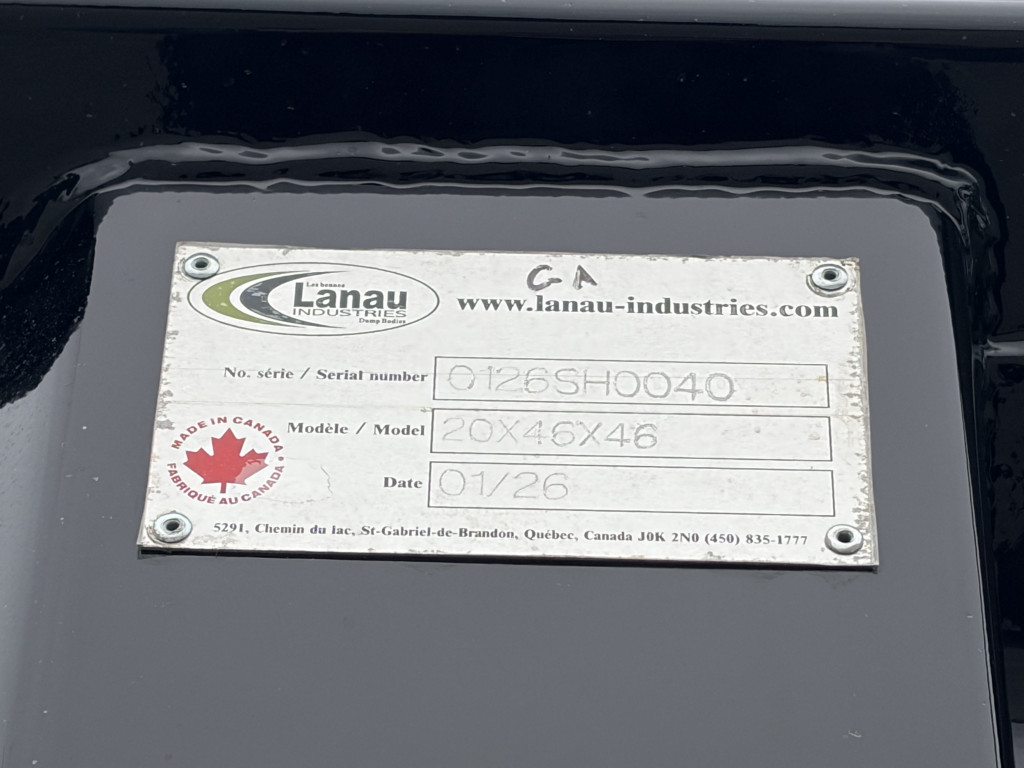 GA
Les bennes
Lanau
INDUSTRIES
Dump Bodies
www.lanau-industries.com
No. série / Serial number 0126SH0040
Modèle / Model 20X46X46
Date 01/26
MADE IN CANADA •
FABRIQUÉ AU CANADA
5291, Chemin du lac, St-Gabriel-de-Brandon, Québec, Canada J0K 2N0 (450) 835-1777